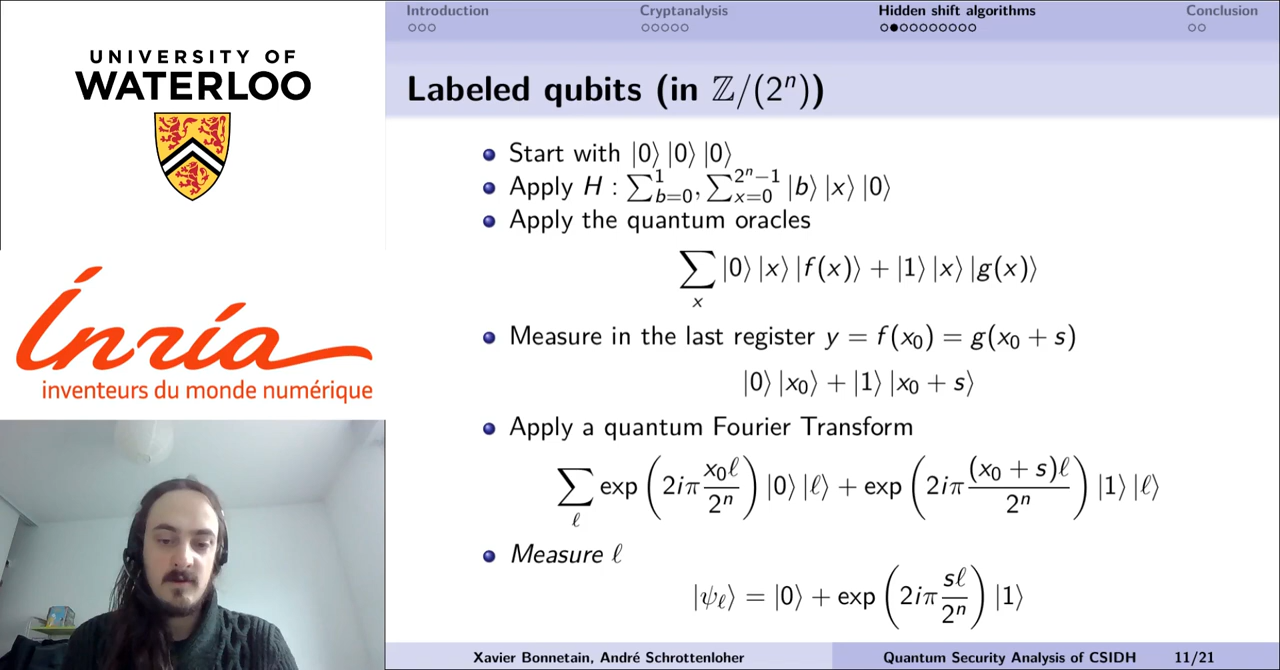 UNIVERSITY OF
WATERLOO
Inria
inventeurs du monde numérique
Introduction Cryptanalysis Hidden shift algorithms Conclusion
Labeled qubits (in ℤ/(2ⁿ))
Start with |0⟩ |0⟩ |0⟩
Apply H : ∑_{b=0}^{1}, ∑_{x=0}^{2ⁿ−1} |b⟩ |x⟩ |0⟩
Apply the quantum oracles
∑_x |0⟩ |x⟩ |f(x)⟩ + |1⟩ |x⟩ |g(x)⟩
Measure in the last register y = f(x₀) = g(x₀ + s)
|0⟩ |x₀⟩ + |1⟩ |x₀ + s⟩
Apply a quantum Fourier Transform
∑_ℓ exp (2iπ x₀ℓ/2ⁿ) |0⟩ |ℓ⟩ + exp (2iπ (x₀ + s)ℓ/2ⁿ) |1⟩ |ℓ⟩
Measure ℓ
|ψ_ℓ⟩ = |0⟩ + exp (2iπ sℓ/2ⁿ) |1⟩
Xavier Bonnetain, André Schrottenloher Quantum Security Analysis of CSIDH 11/21